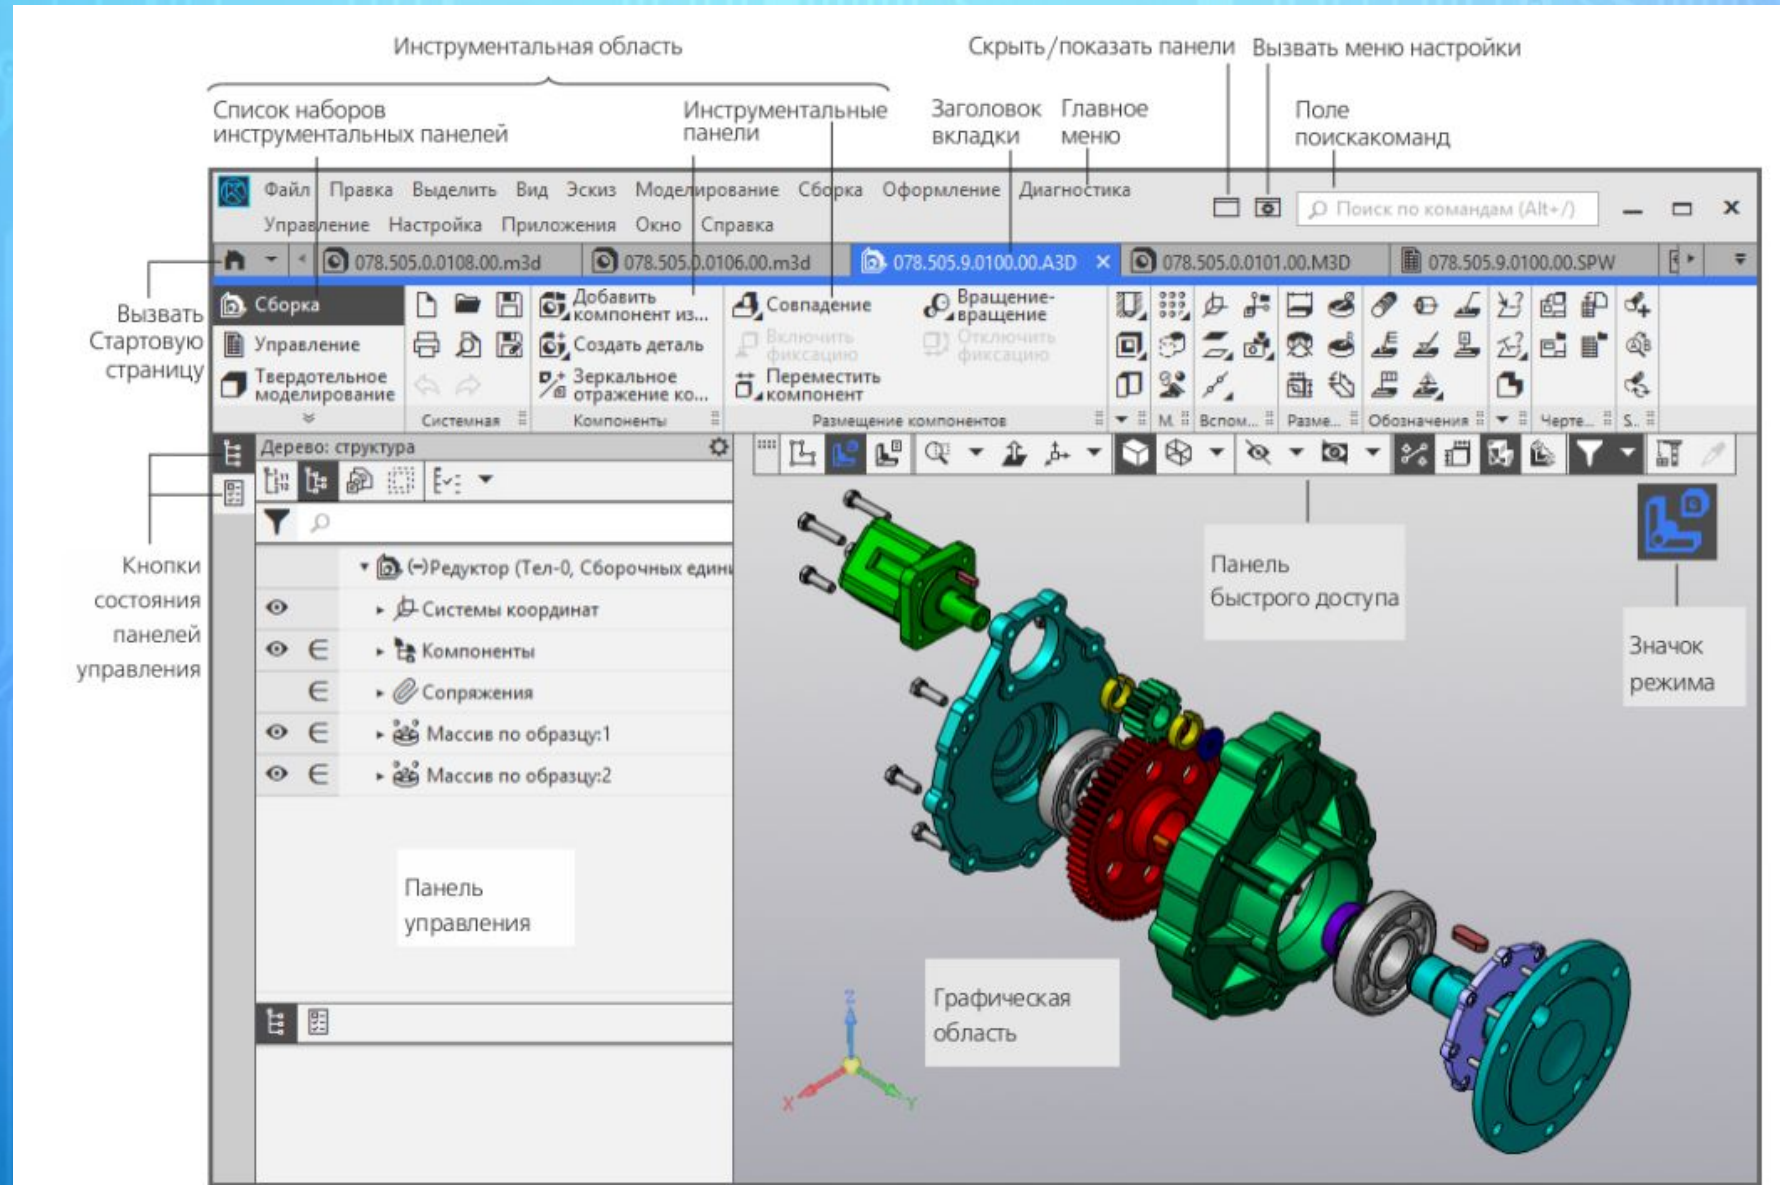 Инструментальная область
Скрыть/показать панели
Вызвать меню настройки
Список наборов
инструментальных панелей
Инструментальные
панели
Заголовок
вкладки
Главное
меню
Поле
поискакоманд
Файл Правка Выделить Вид Эскиз Моделирование Сборка Оформление Диагностика
Управление Настройка Приложения Окно Справка
Поиск по командам (Alt+/)
078.505.0.0108.00.m3d
078.505.0.0106.00.m3d
078.505.9.0100.00.A3D
078.505.0.0101.00.M3D
078.505.9.0100.00.SPW
Вызвать
Стартовую
страницу
Сборка
Управление
Твердотельное
моделирование
Добавить
компонент из...
Создать деталь
Зеркальное
отражение ко...
Совпадение
Включить
фиксацию
Переместить
компонент
Вращение-
вращение
Отключить
фиксацию
Системная
Компоненты
Размещение компонентов
М.
Вспом...
Разме...
Обозначения
Черте...
S..
Дерево: структура
(-)Редуктор (Тел-0, Сборочных един
Системы координат
Компоненты
Сопряжения
Массив по образцу:1
Массив по образцу:2
Кнопки
состояния
панелей
управления
Панель
управления
Панель
быстрого доступа
Значок
режима
Графическая
область
Z
X
Y